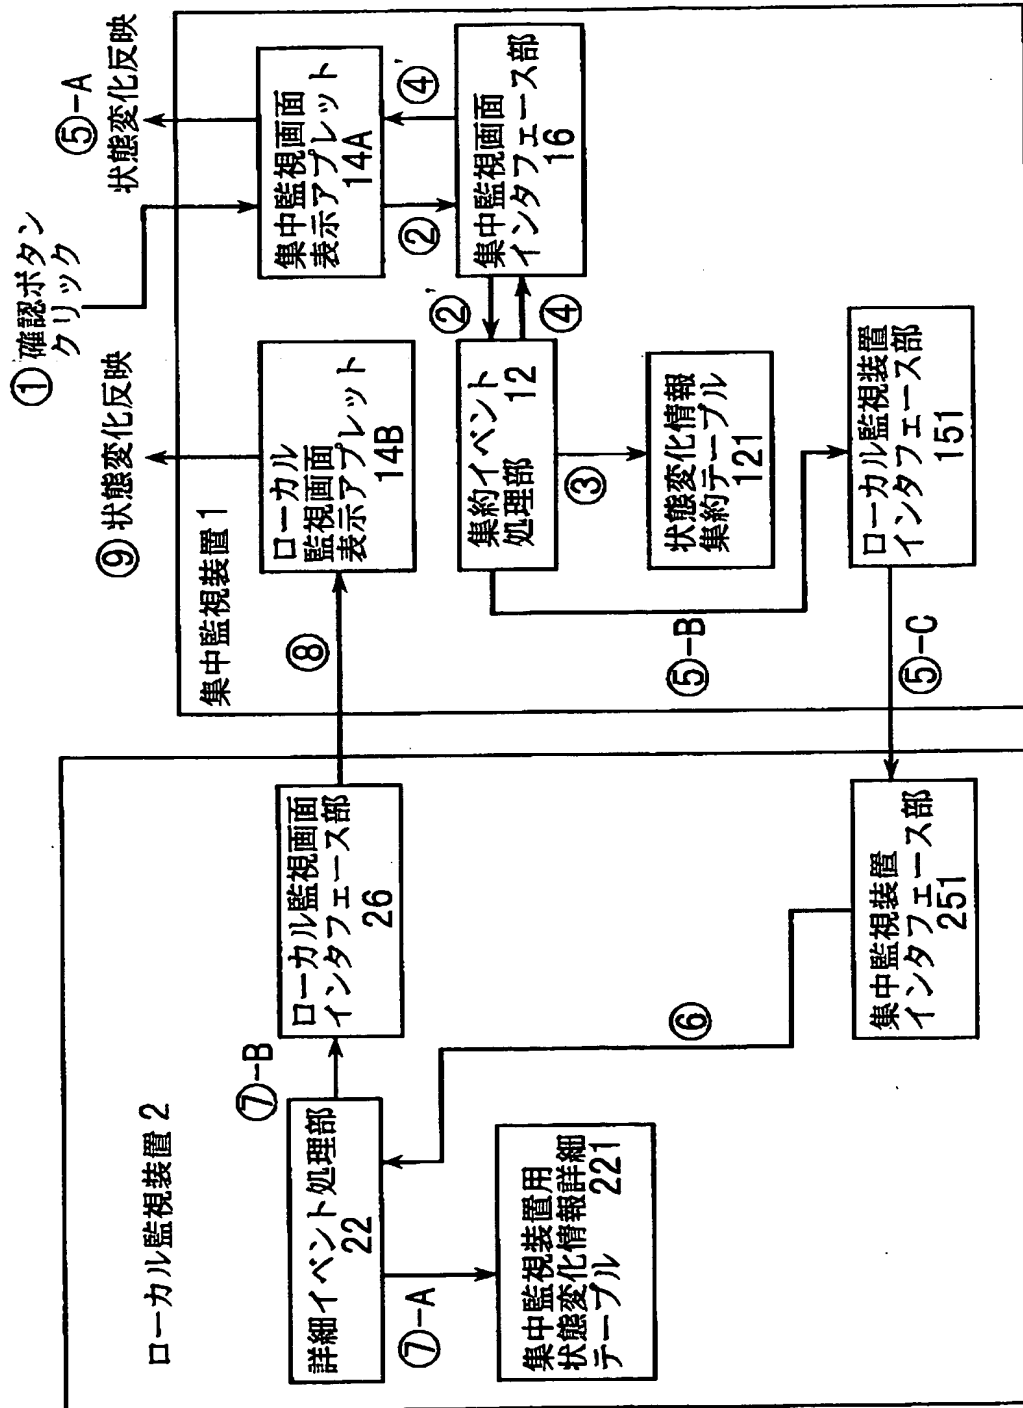 ①確認ボタン
クリック
⑤-A
状態変化反映
⑨状態変化反映
集中監視装置1
集中監視画面
表示アプレット
14A
②
④'
集中監視画面
インタフェース部
16
②'
④
ローカル
監視画面
表示アプレット
14B
集約イベント
処理部 12
③
状態変化情報
集約テーブル
121
⑤-B
ローカル監視装置
インタフェース部
151
⑤-C
⑧
ローカル監視装置2
ローカル監視画面
インタフェース部
26
⑦-B
詳細イベント処理部
22
⑦-A
集中監視装置用
状態変化情報詳細
テーブル 221
⑥
集中監視装置
インタフェース部
251